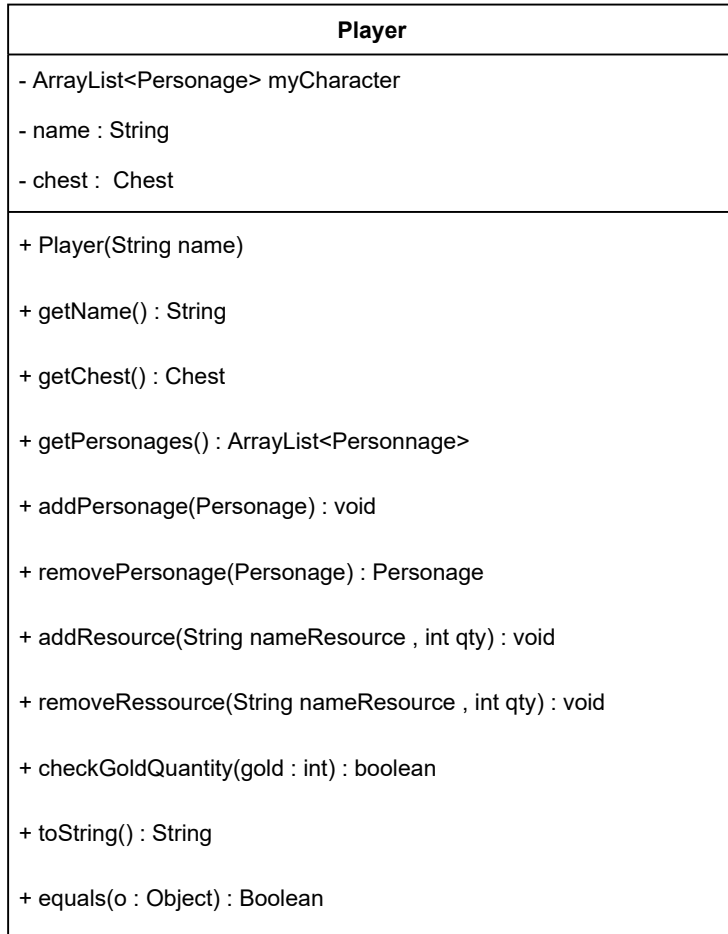 Player
- ArrayList<Personage> myCharacter
- name : String
- chest :  Chest
+ Player(String name)
+ getName() : String
+ getChest() : Chest
+ getPersonages() : ArrayList<Personnage>
+ addPersonage(Personage) : void
+ removePersonage(Personage) : Personage
+ addResource(String nameResource , int qty) : void
+ removeRessource(String nameResource , int qty) : void
+ checkGoldQuantity(gold : int) : boolean
+ toString() : String
+ equals(o : Object) : Boolean